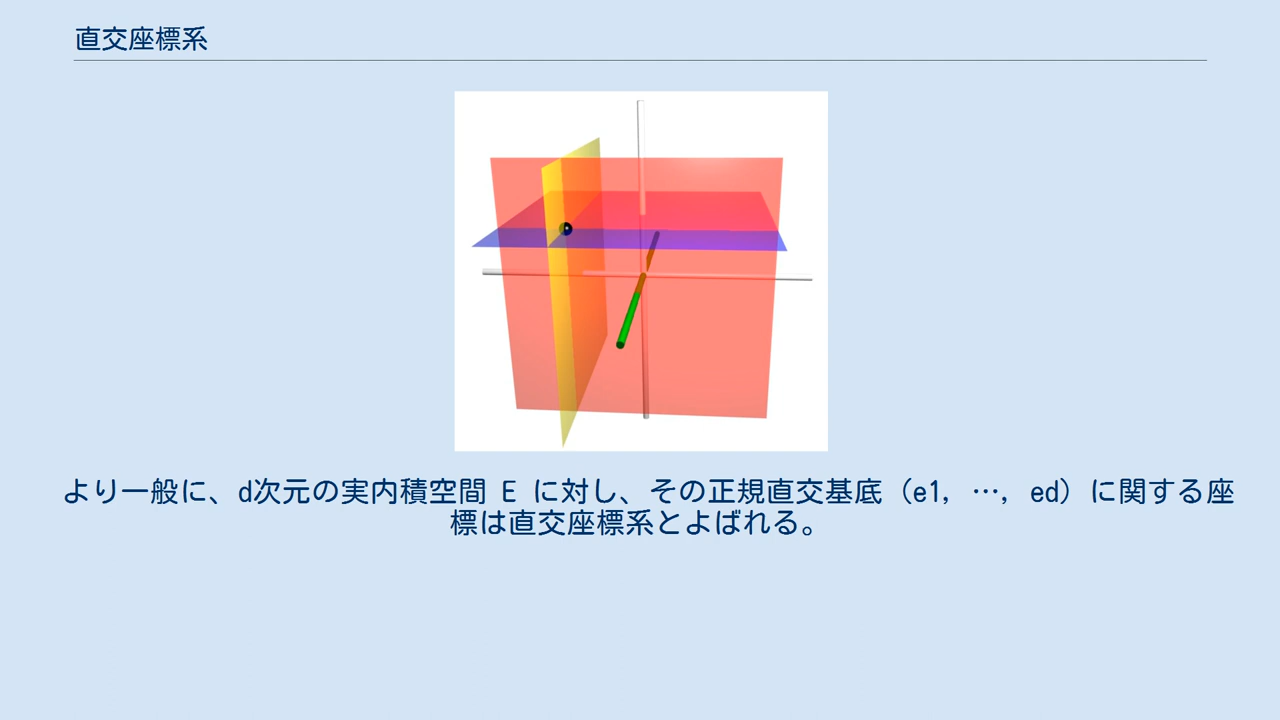 直交座標系
より一般に、d次元の実内積空間 E に対し、その正規直交基底（e1, …, ed）に関する座
標は直交座標系とよばれる。